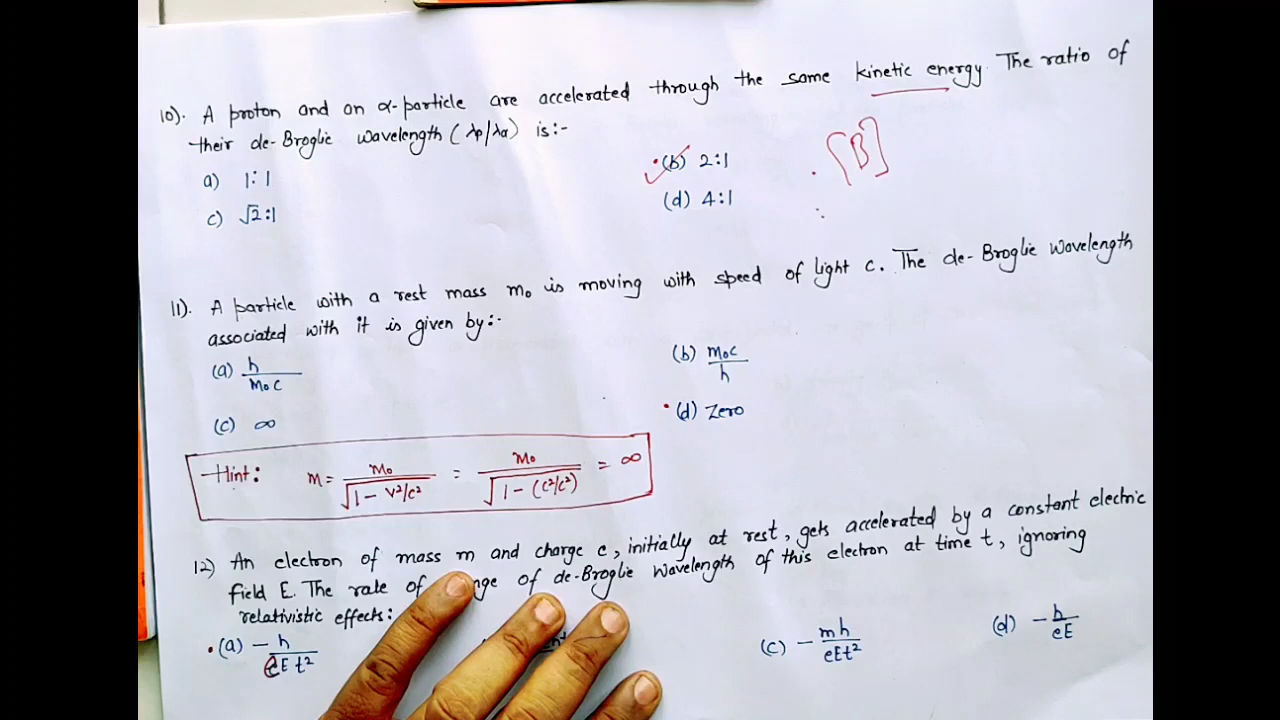 10). A proton and an α-particle are accelerated through the same kinetic energy. The ratio of
their de-Broglie wavelength (λp/λα) is:-
a) 1:1
(b) 2:1
[B]
c) √2:1
(d) 4:1
11). A particle with a rest mass m₀ is moving with speed of light c. The de-Broglie wavelength
associated with it is given by:-
(a) h/m₀c
(b) m₀c/h
(c) ∞
(d) Zero
Hint: m = m₀/√(1 - v²/c²) = m₀/√(1 - (c²/c²)) = ∞
12) An electron of mass m and charge e, initially at rest, gets accelerated by a constant electric
field E. The rate of nge of de-Broglie wavelength of this electron at time t, ignoring
relativistic effects:
(a) - h/eEt²
(c) - mh/eEt²
(d) - h/eE